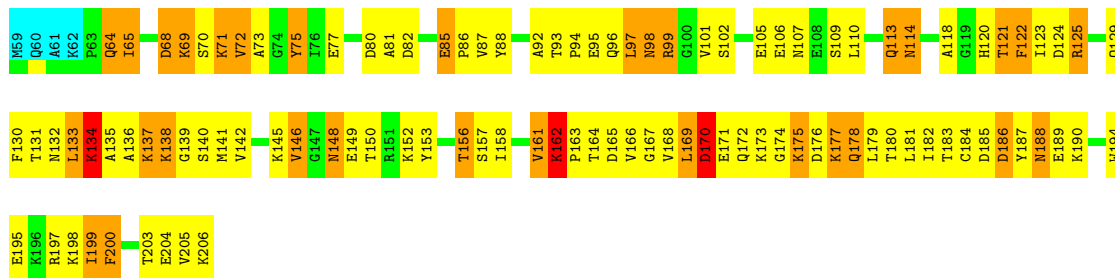 M59 Q60 A61 K62 P63 Q64 I65 D68 K69 S70 K71 V72 A73 G74 Y75 I76 E77 D80 A81 D82 E85 P86 V87 Y88 A92 T93 P94 E95 Q96 L97 N98 R99 G100 V101 S102 E105 E106 N107 E108 S109 L110 Q113 N114 A118 G119 H120 T121 F122 I123 D124 R125
F130 T131 N132 L133 K134 A135 A136 K137 K138 G139 S140 M141 V142 K145 V146 G147 N148 E149 T150 R151 K152 Y153 T156 S157 I158 V161 K162 P163 T164 D165 V166 G167 V168 L169 D170 E171 Q172 K173 G174 K175 D176 K177 Q178 L179 T180 L181 I182 T183 C184 D185 D186 Y187 N188 E189 K190
E195 K196 R197 K198 I199 F200 T203 E204 V205 K206